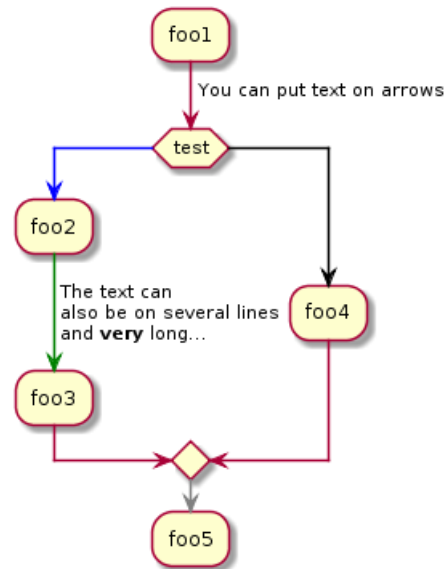 foo1
You can put text on arrows
test
foo2
The text can
also be on several lines
and very long...
foo4
foo3
foo5